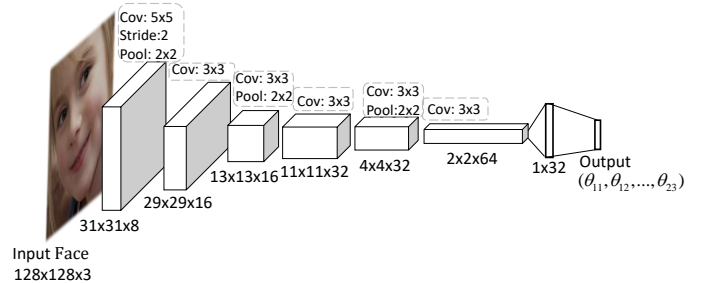 Cov: 5x5
Stride:2
Pool: 2x2
Cov: 3x3
Cov: 3x3
Pool: 2x2
Cov: 3x3
Cov: 3x3
Pool:2x2
Cov: 3x3
31x31x8
29x29x16
13x13x16
11x11x32
4x4x32
2x2x64
1x32
Output
(θ₁₁,θ₁₂,...,θ₂₃)
Input Face
128x128x3